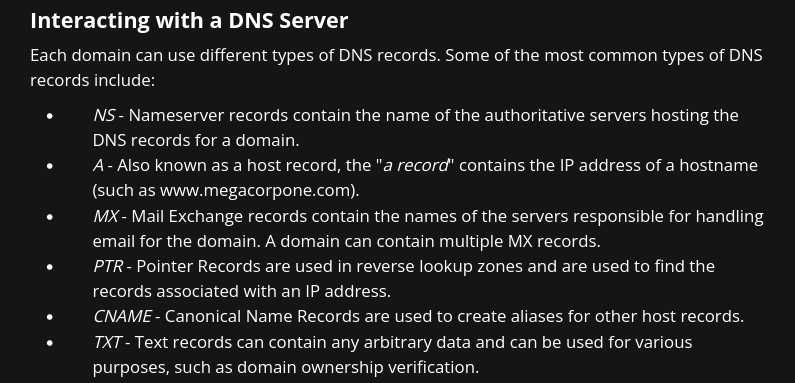 Interacting with a DNS Server
Each domain can use different types of DNS records. Some of the most common types of DNS
records include:
• NS - Nameserver records contain the name of the authoritative servers hosting the
DNS records for a domain.
• A - Also known as a host record, the "a record" contains the IP address of a hostname
(such as www.megacorpone.com).
• MX - Mail Exchange records contain the names of the servers responsible for handling
email for the domain. A domain can contain multiple MX records.
• PTR - Pointer Records are used in reverse lookup zones and are used to find the
records associated with an IP address.
• CNAME - Canonical Name Records are used to create aliases for other host records.
• TXT - Text records can contain any arbitrary data and can be used for various
purposes, such as domain ownership verification.